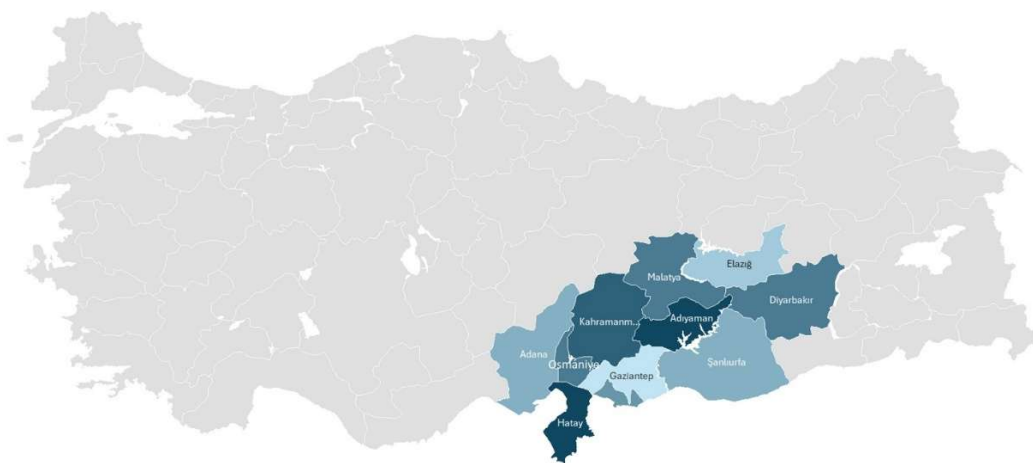 Elazığ
Malatya
Diyarbakır
Adıyaman
Kahramanm...
Adana
Osmaniye
Şanlıurfa
Gaziantep
Hatay